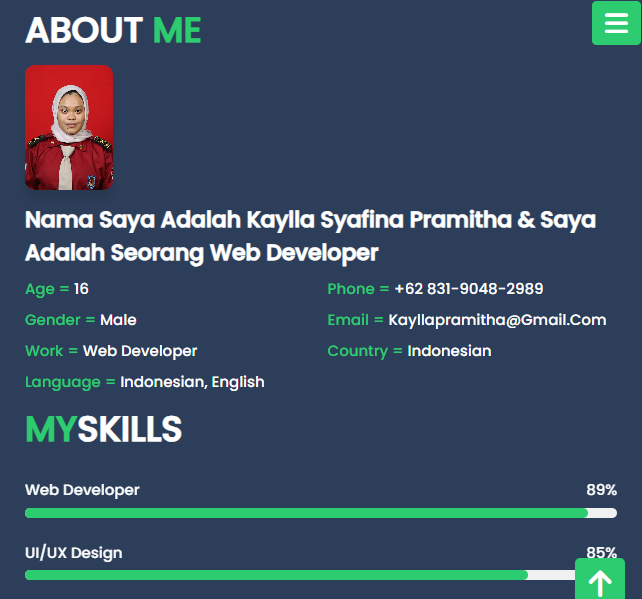 ABOUT ME
Nama Saya Adalah Kaylla Syafina Pramitha & Saya
Adalah Seorang Web Developer
Age = 16
Phone = +62 831-9048-2989
Gender = Male
Email = Kayllapramitha@Gmail.Com
Work = Web Developer
Country = Indonesian
Language = Indonesian, English
MYSKILLS
Web Developer 89%
UI/UX Design 85%